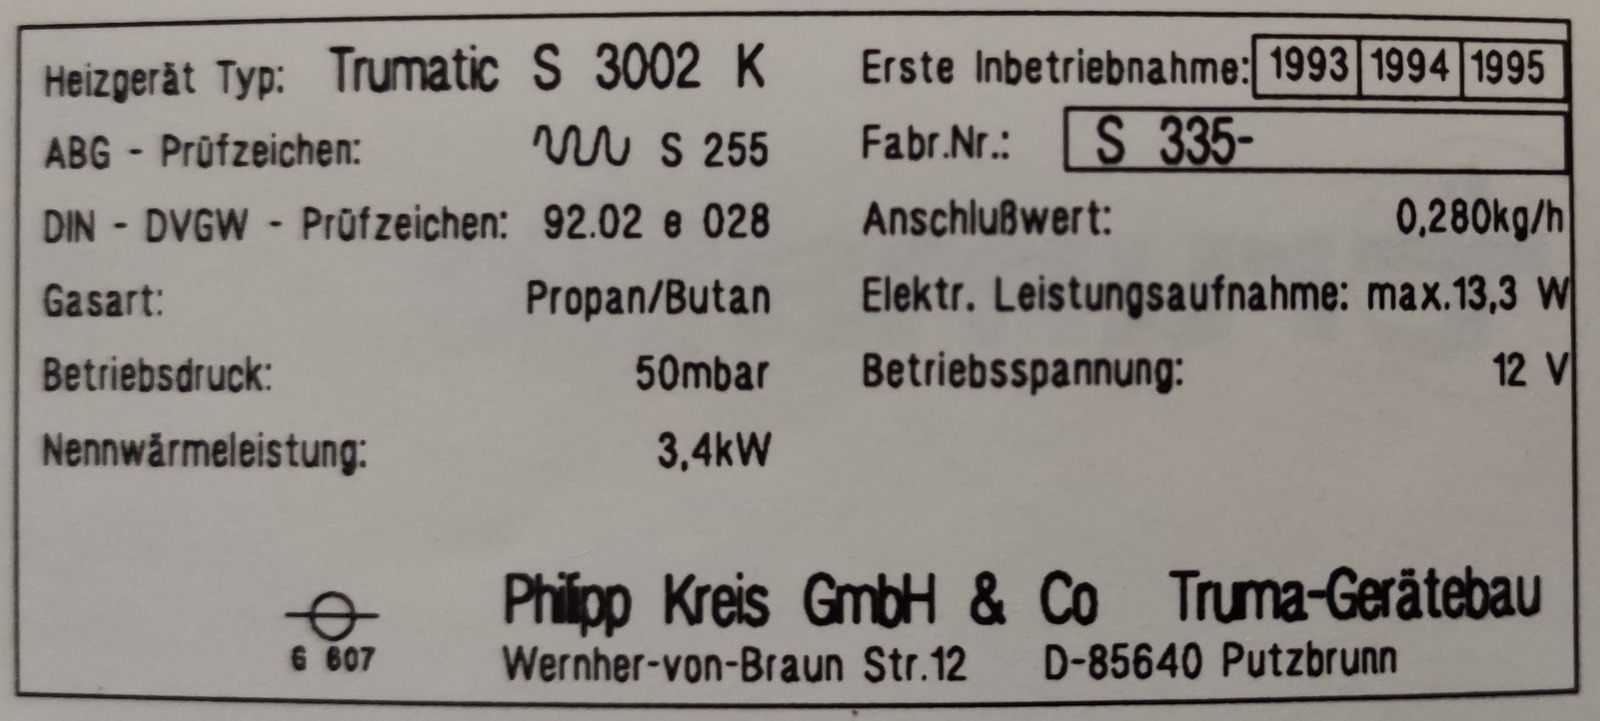 Heizgerät Typ: Trumatic S 3002 K
ABG - Prüfzeichen: S 255
DIN - DVGW - Prüfzeichen: 92.02 e 028
Gasart: Propan/Butan
Betriebsdruck: 50mbar
Nennwärmeleistung: 3,4kW
Erste Inbetriebnahme: 1993 1994 1995
Fabr.Nr.: S 335-
Anschlußwert: 0,280kg/h
Elektr. Leistungsaufnahme: max.13,3 W
Betriebsspannung: 12 V
6 607
Philipp Kreis GmbH & Co Truma-Gerätebau
Wernher-von-Braun Str.12 D-85640 Putzbrunn